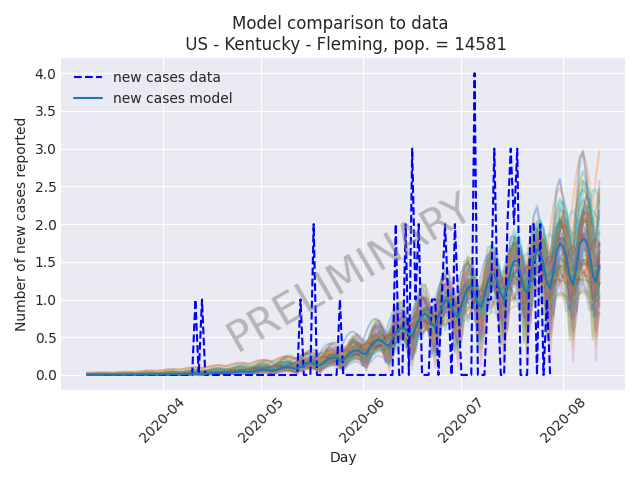 Model comparison to data
US - Kentucky - Fleming, pop. = 14581
Number of new cases reported
4.0
3.5
3.0
2.5
2.0
1.5
1.0
0.5
0.0
new cases data
new cases model
PRELIMINARY
2020-04
2020-05
2020-06
2020-07
2020-08
Day